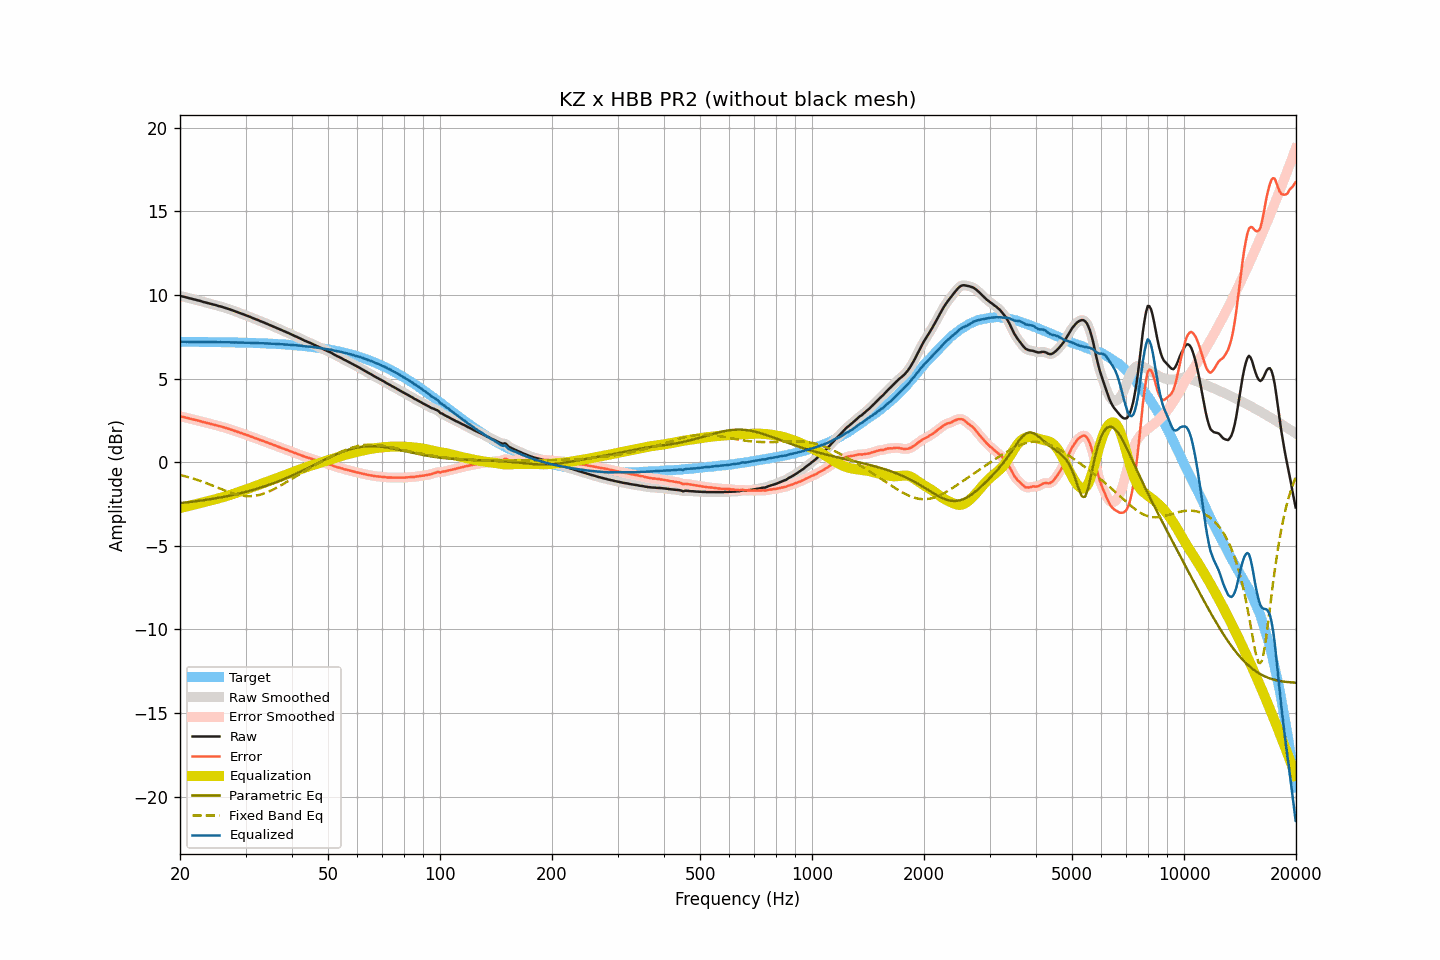 KZ x HBB PR2 (without black mesh)
20
15
10
5
0
−5
−10
−15
−20
Amplitude (dBr)
Target
Raw Smoothed
Error Smoothed
Raw
Error
Equalization
Parametric Eq
Fixed Band Eq
Equalized
20 50 100 200 500 1000 2000 5000 10000 20000
Frequency (Hz)